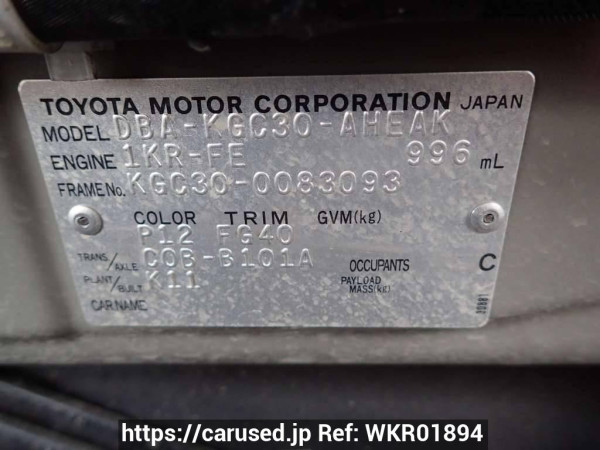 TOYOTA MOTOR CORPORATION JAPAN
MODEL DBA-KGC30-AHEAK
ENGINE 1KR-FE 996 mL
FRAME No. KGC30-0083093
COLOR TRIM GVM(kg)
P12 FG40
TRANS./AXLE C0B-B101A OCCUPANTS C
PLANT/BUILT K11 PAYLOAD MASS(kg)
CAR NAME
https://carused.jp Ref: WKR01894